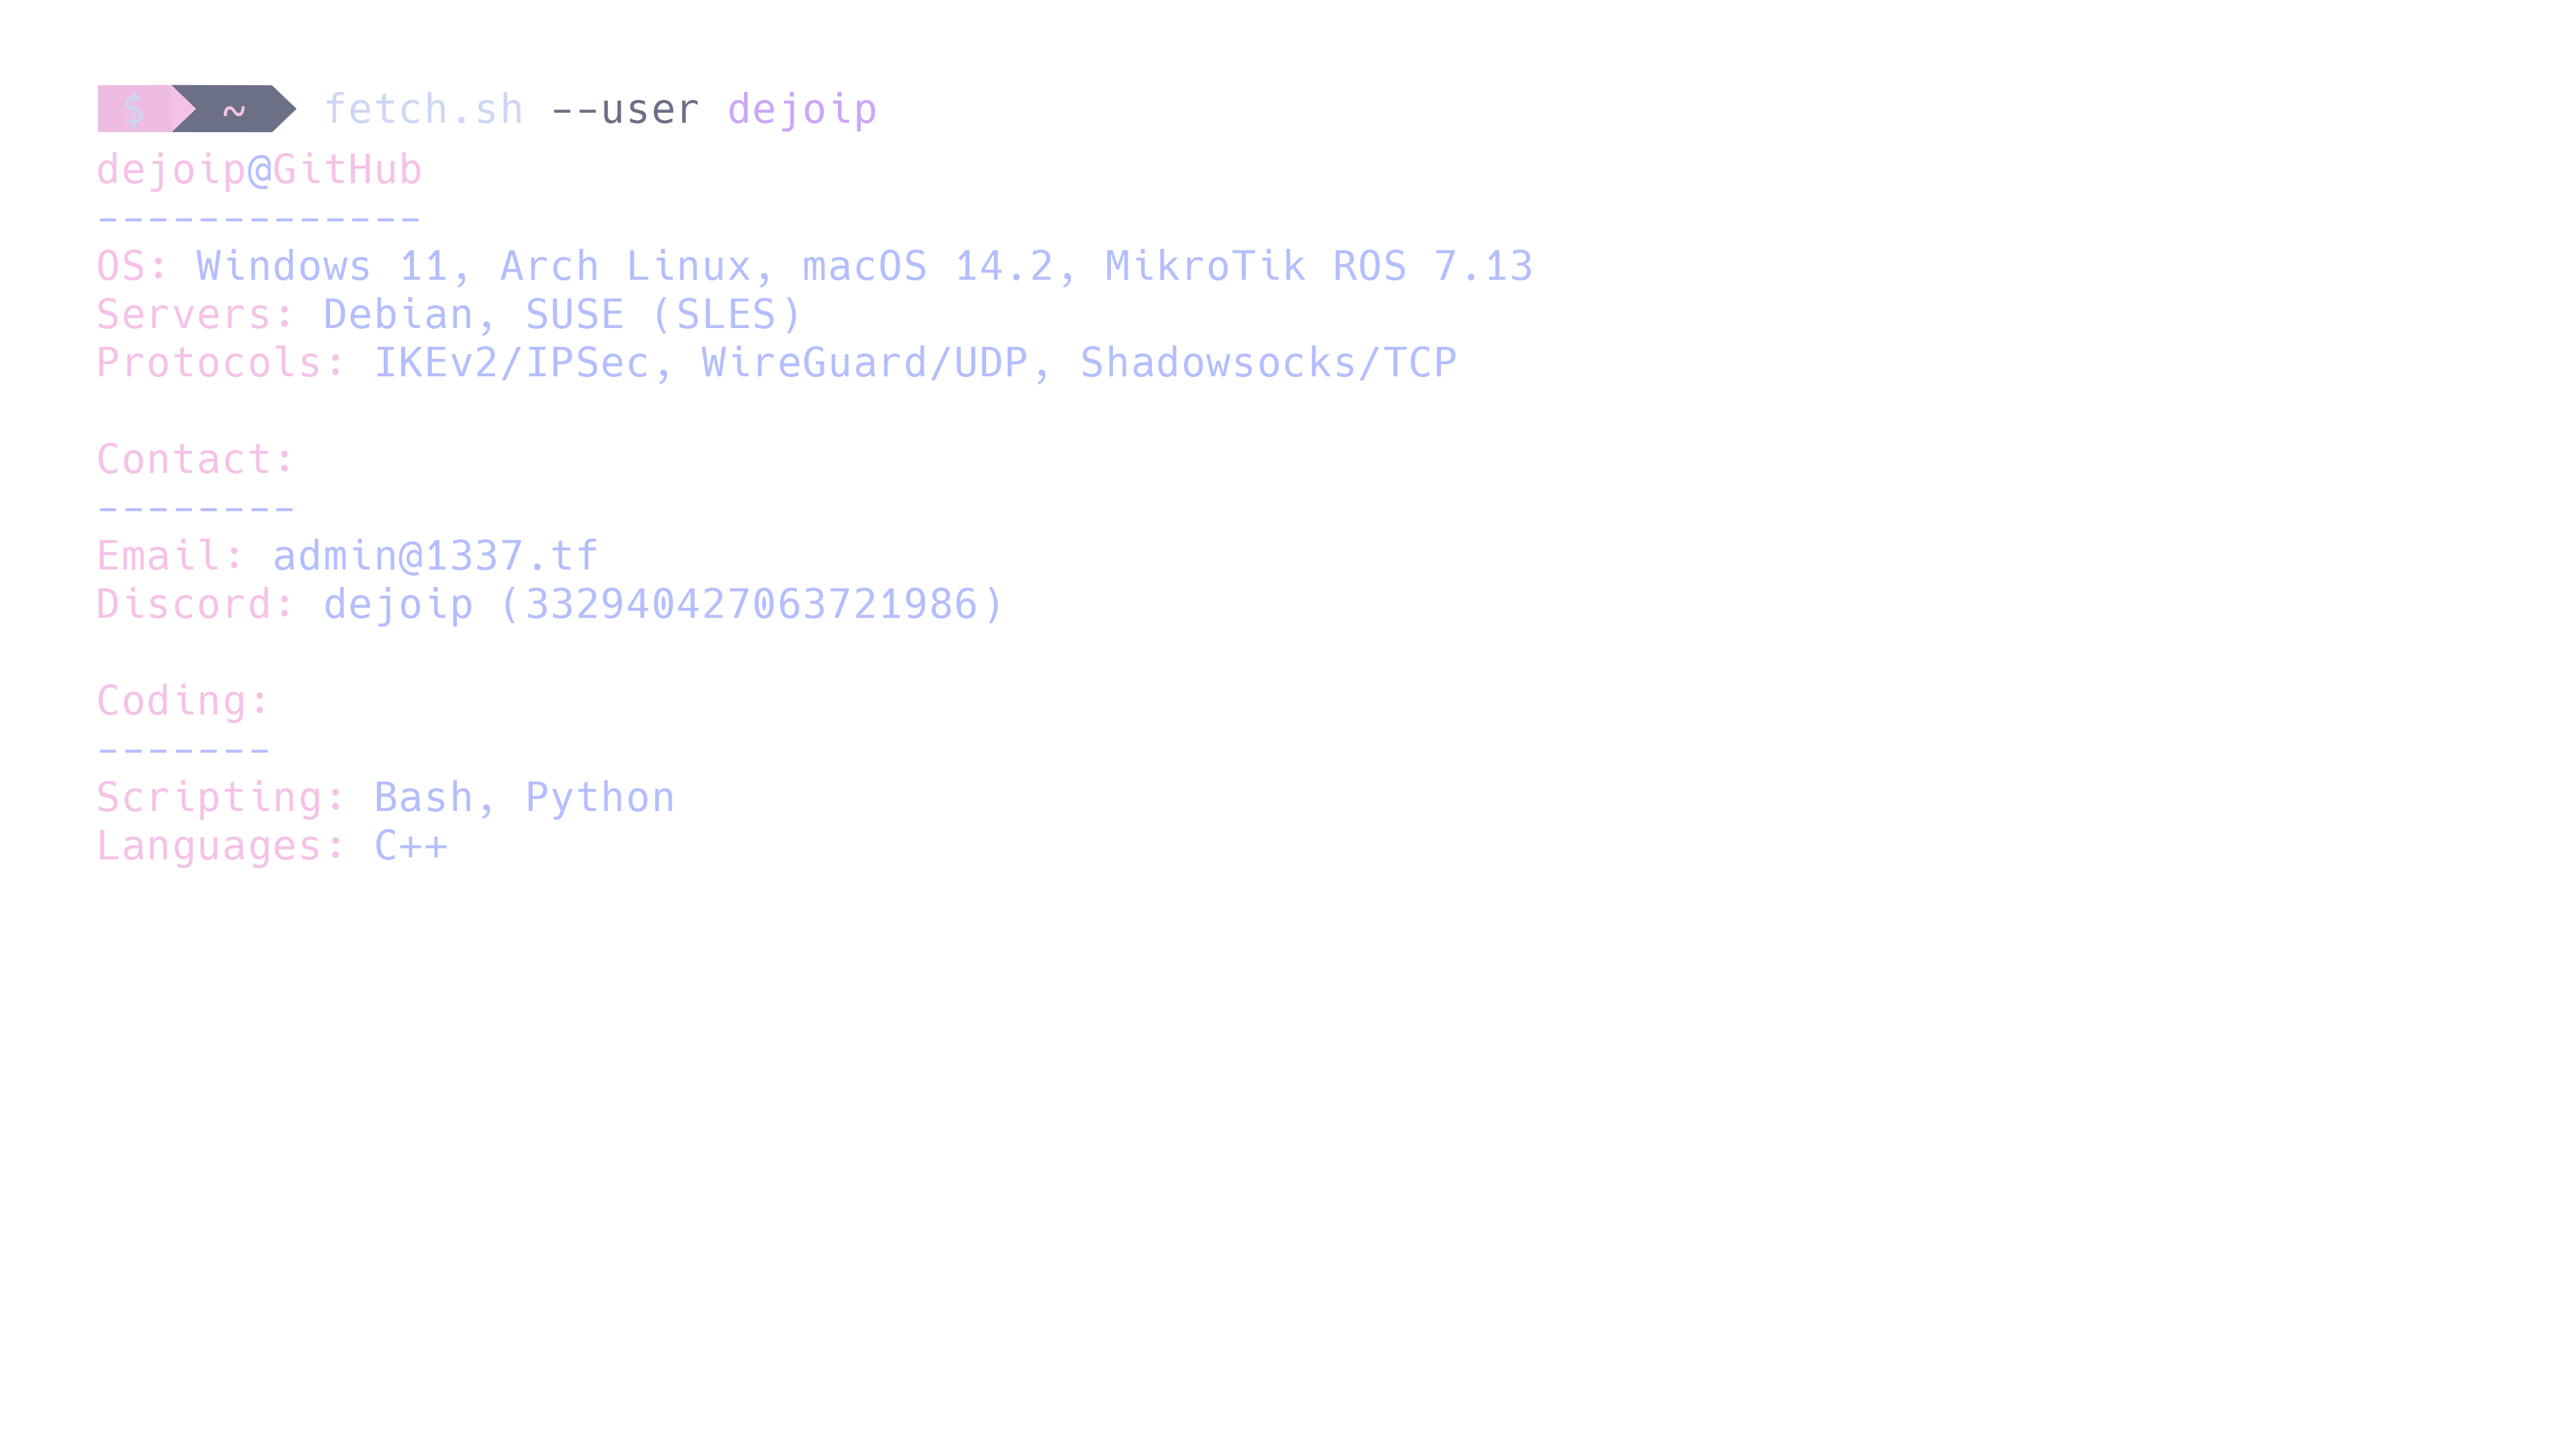 $ ~ fetch.sh --user dejoip
dejoip@GitHub
-------------
OS: Windows 11, Arch Linux, macOS 14.2, MikroTik ROS 7.13
Servers: Debian, SUSE (SLES)
Protocols: IKEv2/IPSec, WireGuard/UDP, Shadowsocks/TCP
Contact:
--------
Email: admin@1337.tf
Discord: dejoip (332940427063721986)
Coding:
-------
Scripting: Bash, Python
Languages: C++